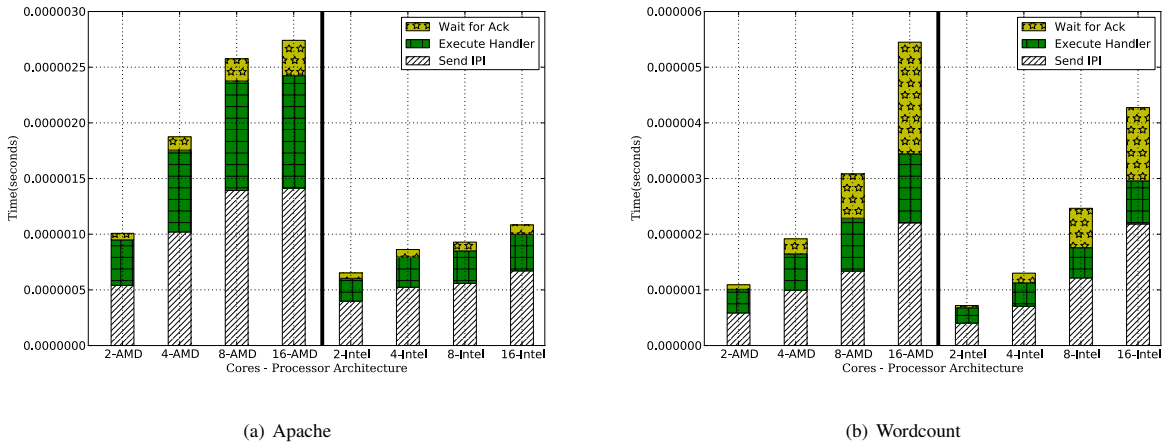 0.0000030
0.0000025
0.0000020
0.0000015
0.0000010
0.0000005
0.0000000
Time(seconds)
Wait for Ack
Execute Handler
Send IPI
2-AMD 4-AMD 8-AMD 16-AMD 2-Intel 4-Intel 8-Intel 16-Intel
Cores - Processor Architecture
(a) Apache
0.000006
0.000005
0.000004
0.000003
0.000002
0.000001
0.000000
Time(seconds)
Wait for Ack
Execute Handler
Send IPI
2-AMD 4-AMD 8-AMD 16-AMD 2-Intel 4-Intel 8-Intel 16-Intel
Cores - Processor Architecture
(b) Wordcount